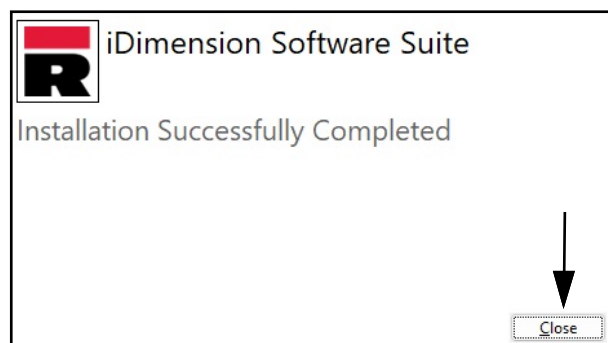 R
iDimension Software Suite
Installation Successfully Completed
Close